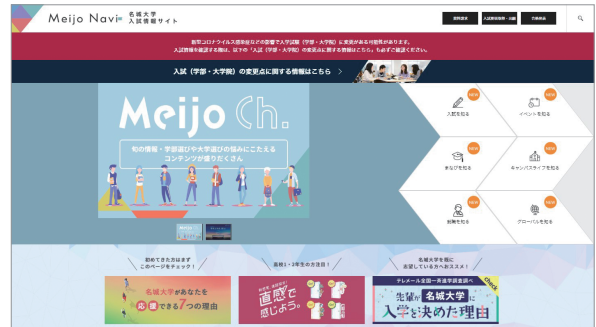 Meijo Navi 名城大学
入試情報サイト
資料請求
入試要項請求・出願
合格発表
新型コロナウイルス感染症などの影響で入学試験（学部・大学院）に変更がある可能性があります。
入試情報を確認する際は、以下の「入試（学部・大学院）の変更点に関する情報はこちら」も必ずご確認ください。
入試（学部・大学院）の変更点に関する情報はこちら
Meijo Ch.
旬の情報・学部選びや大学選びの悩みにこたえる
コンテンツが盛りだくさん
NEW
入試を知る
NEW
イベントを知る
NEW
まなびを知る
NEW
キャンパスライフを知る
NEW
就職を知る
NEW
グローバルを知る
初めてきた方はまず
このページをチェック！
高校1・2年生の方注目！
名城大学を既に
志望している方へおススメ！
名城大学があなたを
応援できる7つの理由
直感で
感じよう。
テレメール全国一斉進学調査調べ
check
先輩が名城大学に
入学を決めた理由